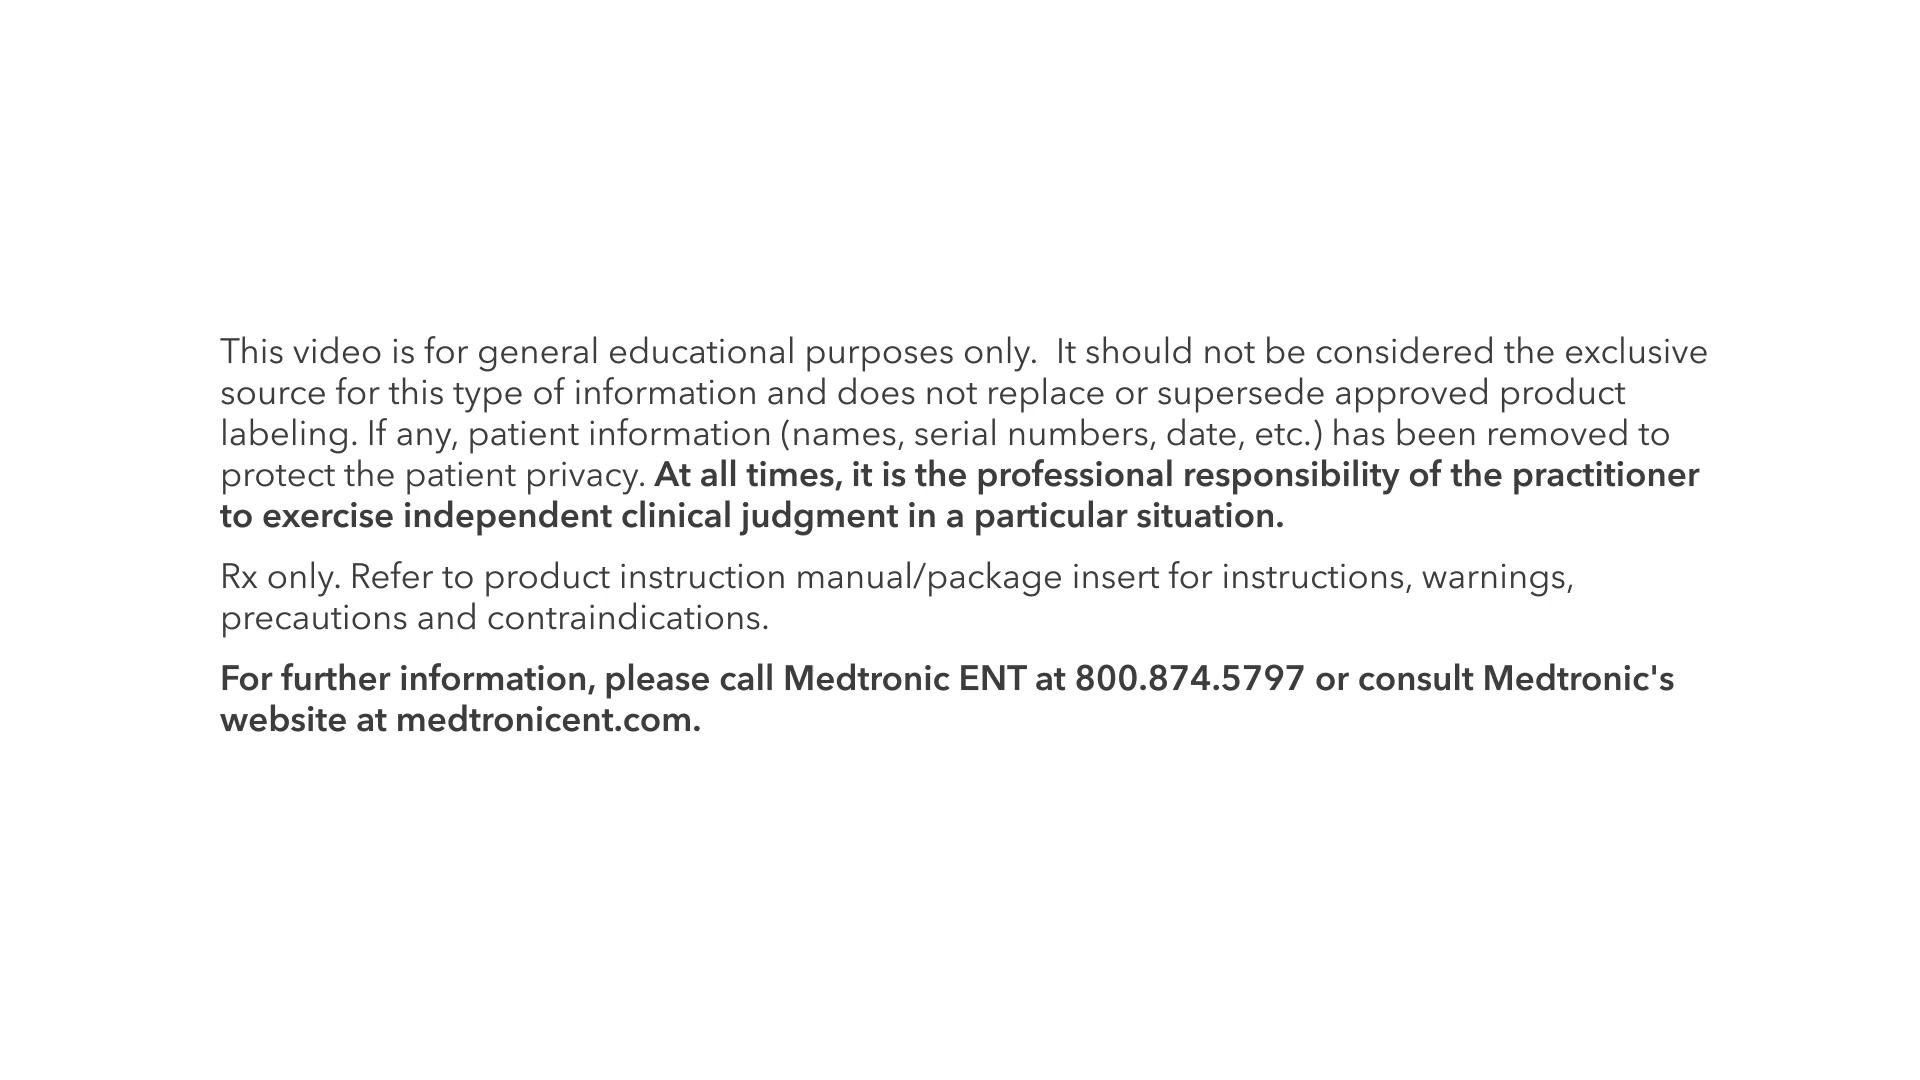 This video is for general educational purposes only.  It should not be considered the exclusive
source for this type of information and does not replace or supersede approved product
labeling. If any, patient information (names, serial numbers, date, etc.) has been removed to
protect the patient privacy. At all times, it is the professional responsibility of the practitioner
to exercise independent clinical judgment in a particular situation.
Rx only. Refer to product instruction manual/package insert for instructions, warnings,
precautions and contraindications.
For further information, please call Medtronic ENT at 800.874.5797 or consult Medtronic's
website at medtronicent.com.